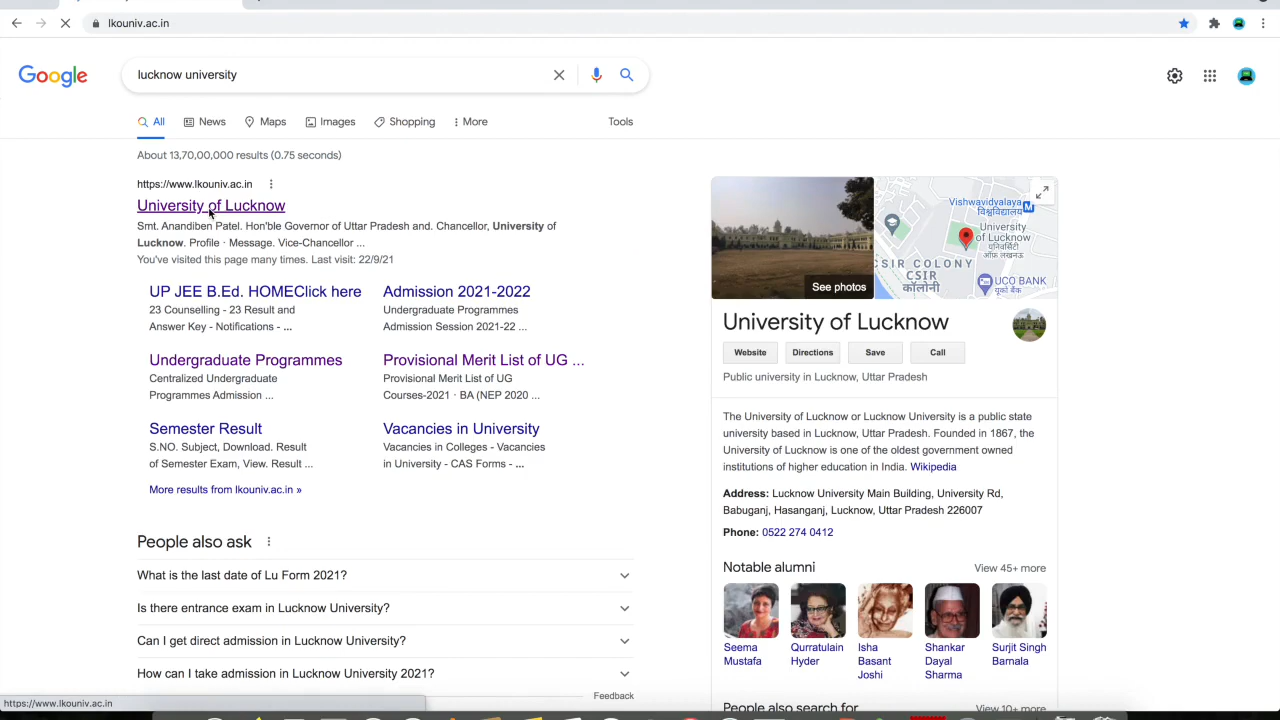 lkouniv.ac.in
Google
lucknow university
All
News
Maps
Images
Shopping
More
Tools
About 13,70,00,000 results (0.75 seconds)
https://www.lkouniv.ac.in
University of Lucknow
Smt. Anandiben Patel. Hon'ble Governor of Uttar Pradesh and. Chancellor, University of
Lucknow. Profile · Message. Vice-Chancellor ...
You've visited this page many times. Last visit: 22/9/21
UP JEE B.Ed. HOMEClick here
23 Counselling - 23 Result and
Answer Key - Notifications - ...
Admission 2021-2022
Undergraduate Programmes
Admission Session 2021-22 ...
Undergraduate Programmes
Centralized Undergraduate
Programmes Admission ...
Provisional Merit List of UG ...
Provisional Merit List of UG
Courses-2021 · BA (NEP 2020 ...
Semester Result
S.NO. Subject, Download. Result
of Semester Exam, View. Result ...
Vacancies in University
Vacancies in Colleges - Vacancies
in University - CAS Forms - ...
More results from lkouniv.ac.in »
People also ask
What is the last date of Lu Form 2021?
Is there entrance exam in Lucknow University?
Can I get direct admission in Lucknow University?
How can I take admission in Lucknow University 2021?
Feedback
https://www.lkouniv.ac.in
See photos
Vishwavidyalaya
विश्वविद्यालय
M
University
of Lucknow
यूनिवर्सिटी
ऑफ़ लखनऊ
CSIR COLONY
CSIR
कॉलोनी
UCO BANK
यूको बैंक
University of Lucknow
Website
Directions
Save
Call
Public university in Lucknow, Uttar Pradesh
The University of Lucknow or Lucknow University is a public state
university based in Lucknow, Uttar Pradesh. Founded in 1867, the
University of Lucknow is one of the oldest government owned
institutions of higher education in India. Wikipedia
Address: Lucknow University Main Building, University Rd,
Babuganj, Hasanganj, Lucknow, Uttar Pradesh 226007
Phone: 0522 274 0412
Notable alumni
View 45+ more
Seema
Mustafa
Qurratulain
Hyder
Isha
Basant
Joshi
Shankar
Dayal
Sharma
Surjit Singh
Barnala
People also search for
View 10+ more